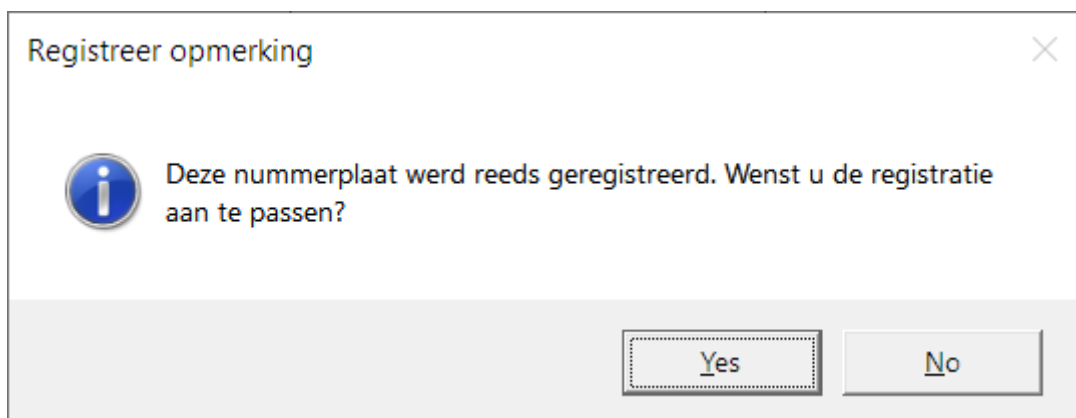 Registreer opmerking
Deze nummerplaat werd reeds geregistreerd. Wenst u de registratie
aan te passen?
Yes
No